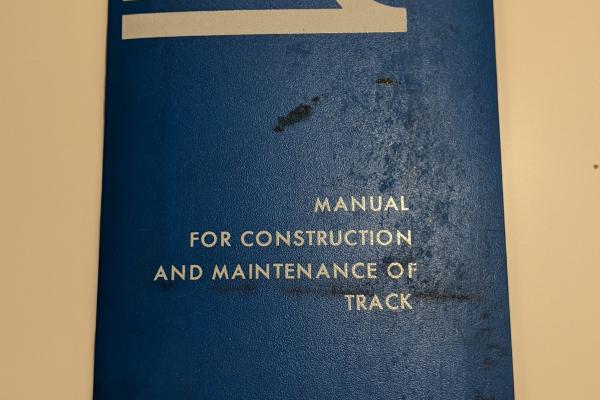 MANUAL
FOR CONSTRUCTION
AND MAINTENANCE OF
TRACK